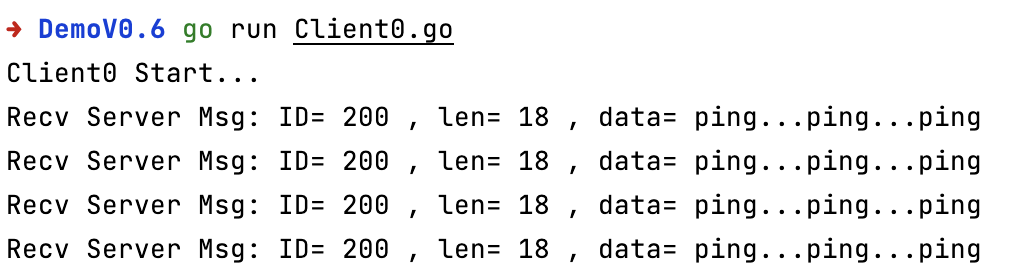 → DemoV0.6 go run Client0.go
Client0 Start...
Recv Server Msg: ID= 200 , len= 18 , data= ping...ping...ping
Recv Server Msg: ID= 200 , len= 18 , data= ping...ping...ping
Recv Server Msg: ID= 200 , len= 18 , data= ping...ping...ping
Recv Server Msg: ID= 200 , len= 18 , data= ping...ping...ping